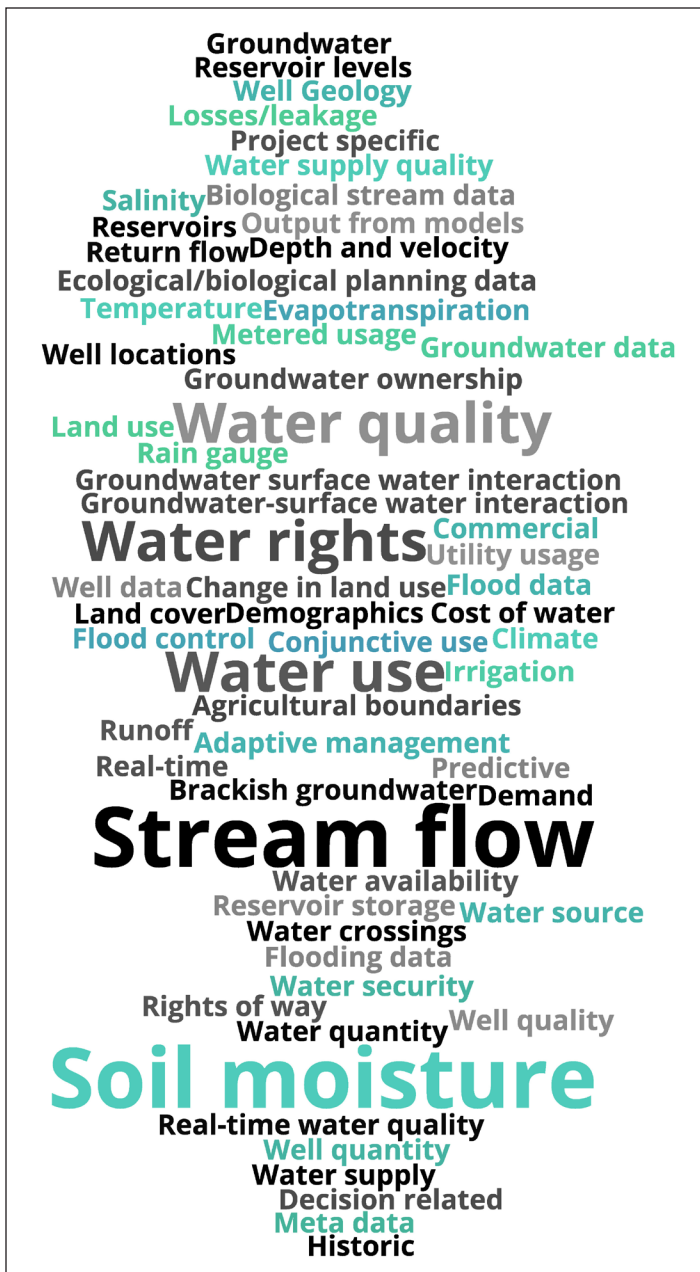 Groundwater
Reservoir levels
Well Geology
Losses/leakage
Project specific
Water supply quality
Salinity Biological stream data
Reservoirs Output from models
Return flow Depth and velocity
Ecological/biological planning data
Temperature Evapotranspiration
Metered usage Groundwater data
Well locations
Groundwater ownership
Land use Water quality
Rain gauge
Groundwater surface water interaction
Groundwater-surface water interaction
Water rights Commercial
Utility usage
Well data Change in land use Flood data
Land cover Demographics Cost of water
Flood control Conjunctive use Climate
Water use Irrigation
Agricultural boundaries
Runoff Adaptive management
Real-time Predictive
Brackish groundwater Demand
Stream flow
Water availability
Reservoir storage Water source
Water crossings
Flooding data
Water security
Rights of way Well quality
Water quantity
Soil moisture
Real-time water quality
Well quantity
Water supply
Decision related
Meta data
Historic